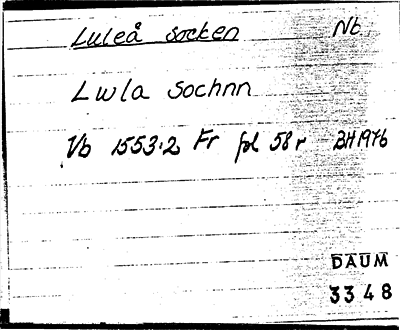 Luleå socken Nb
Lwla Sochnn
Vb 1553:2 Fr fol 58r BH1976
DAUM
3348